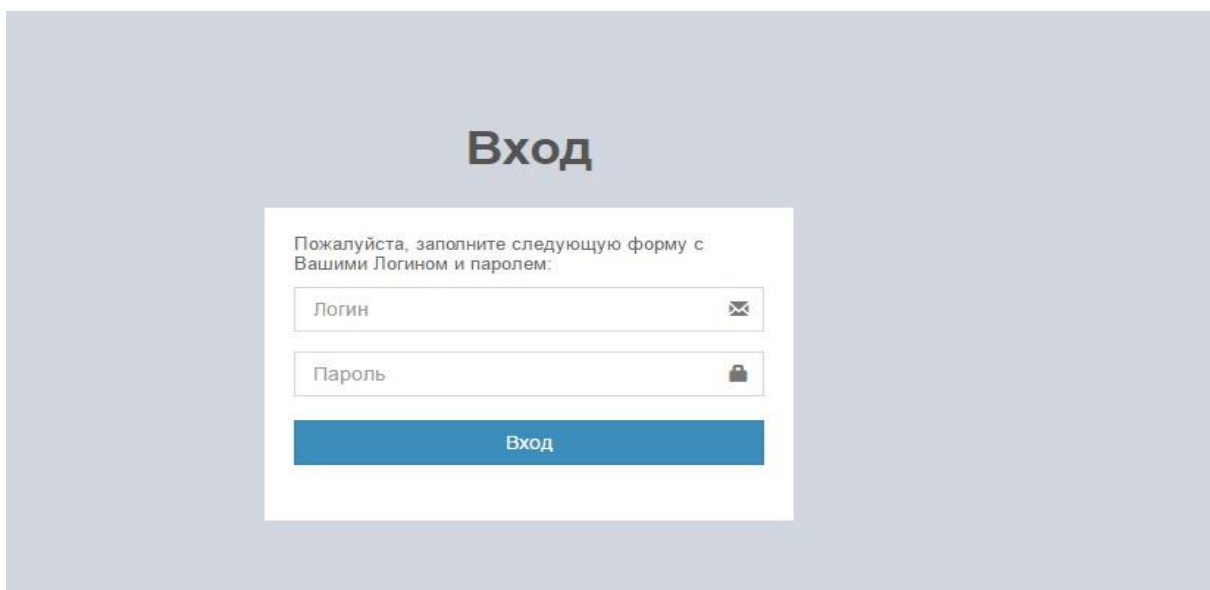 Вход
Пожалуйста, заполните следующую форму с
Вашими Логином и паролем:
Логин
Пароль
Вход